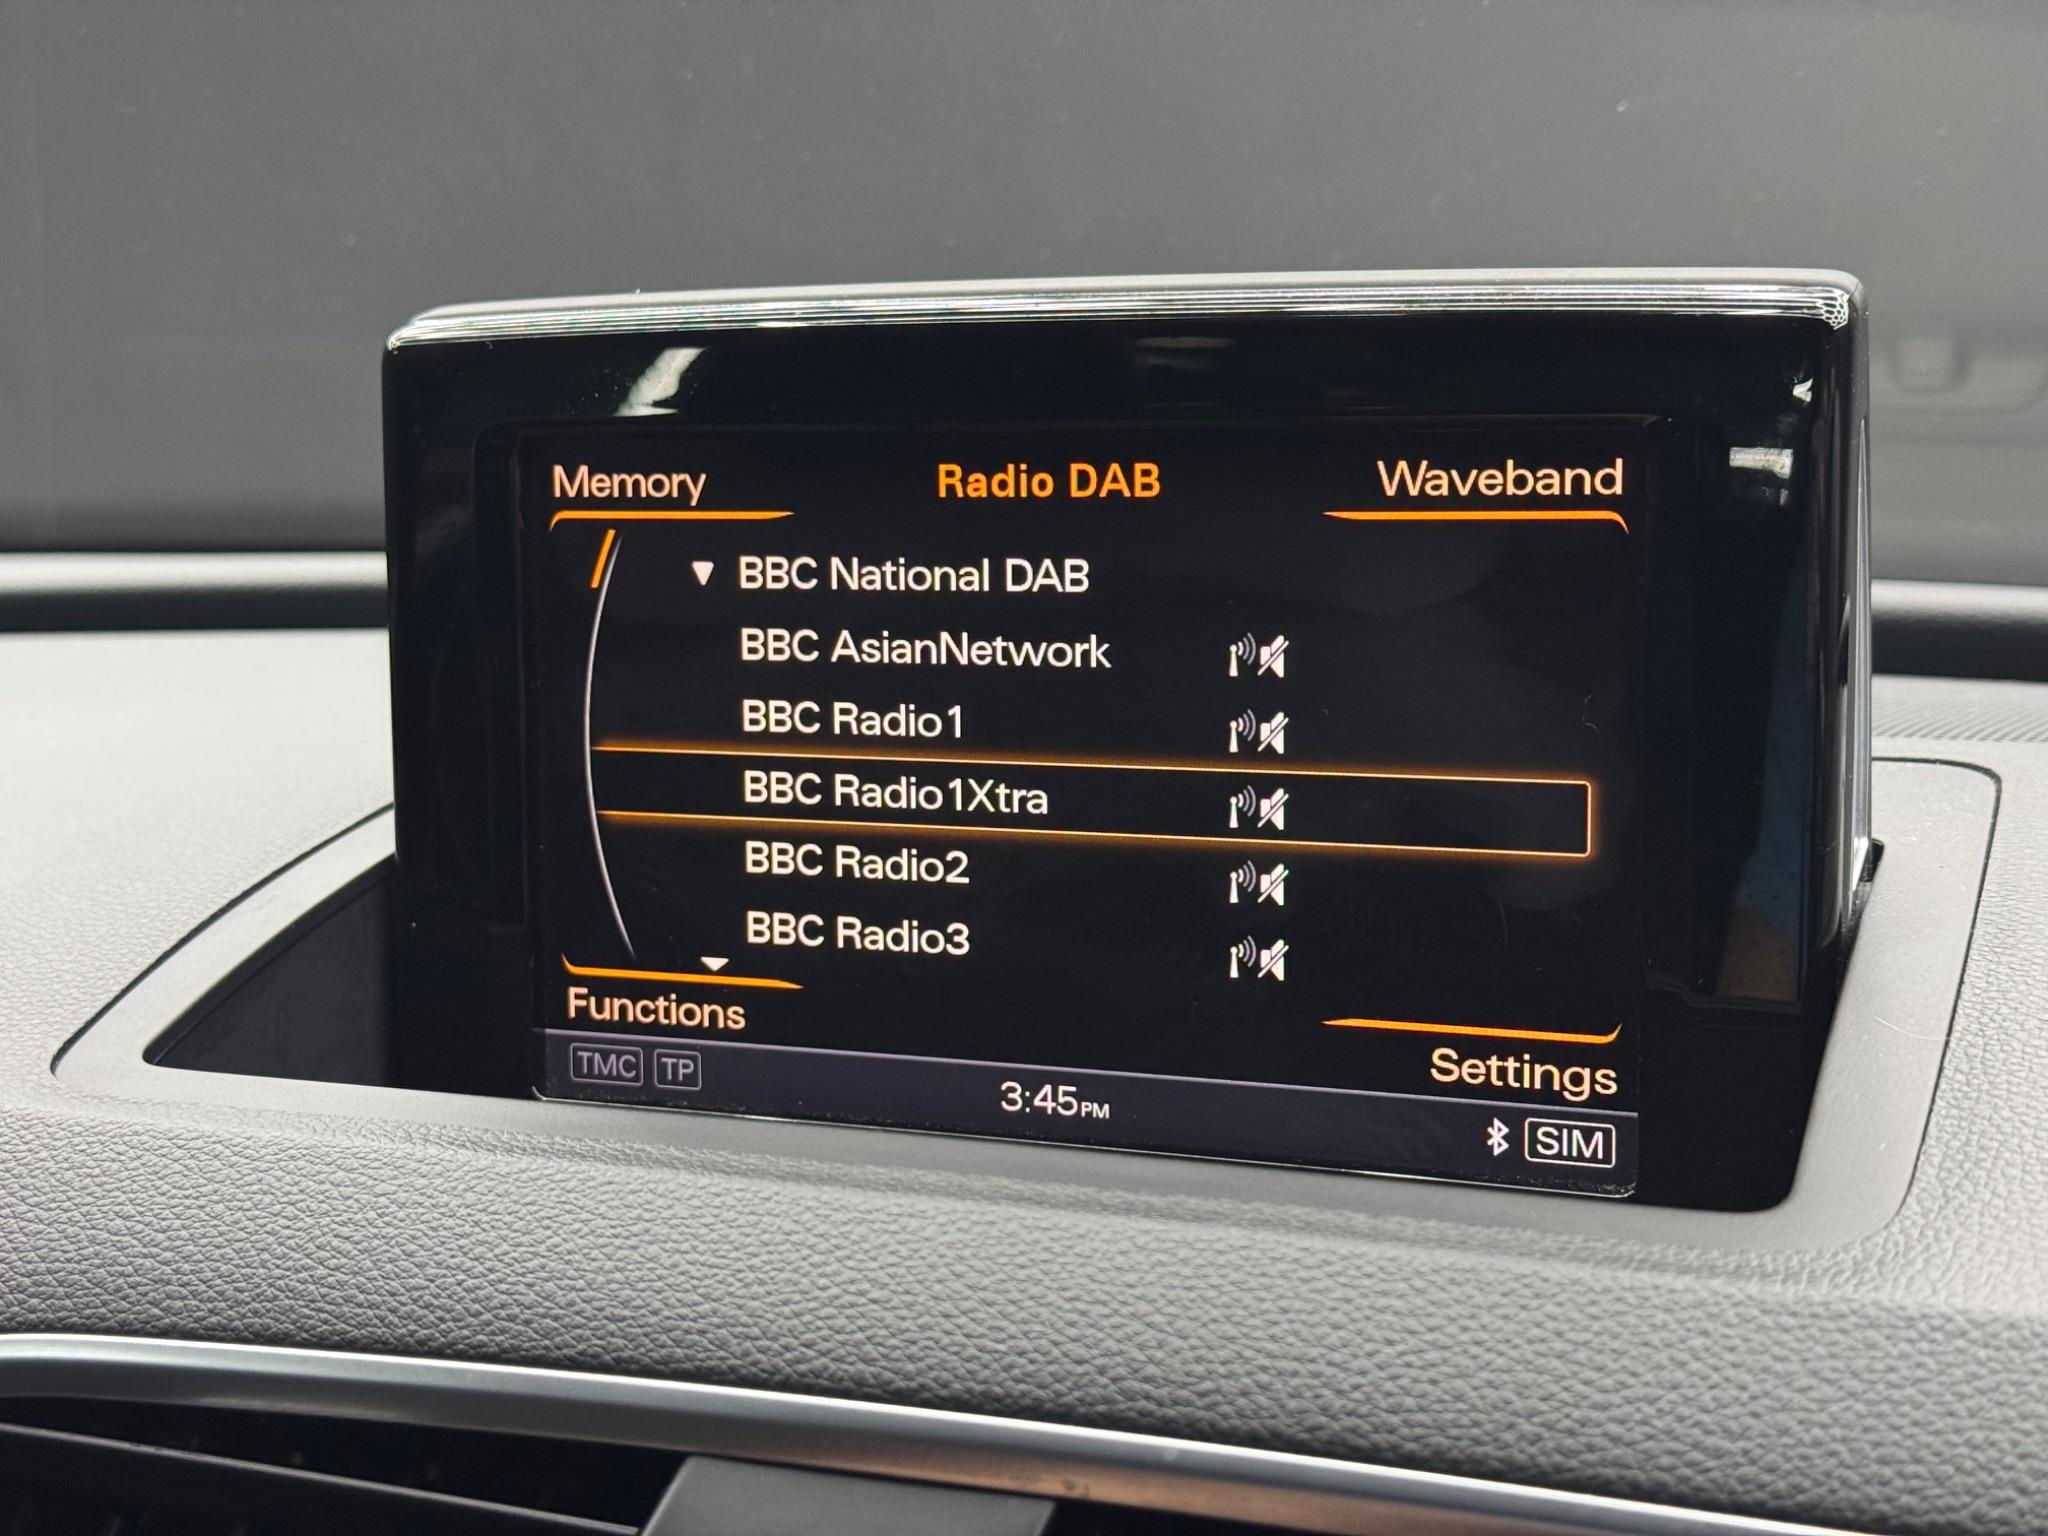 Memory Radio DAB Waveband
BBC National DAB
BBC AsianNetwork
BBC Radio1
BBC Radio1Xtra
BBC Radio2
BBC Radio3
Functions
Settings
TMC TP 3:45PM SIM